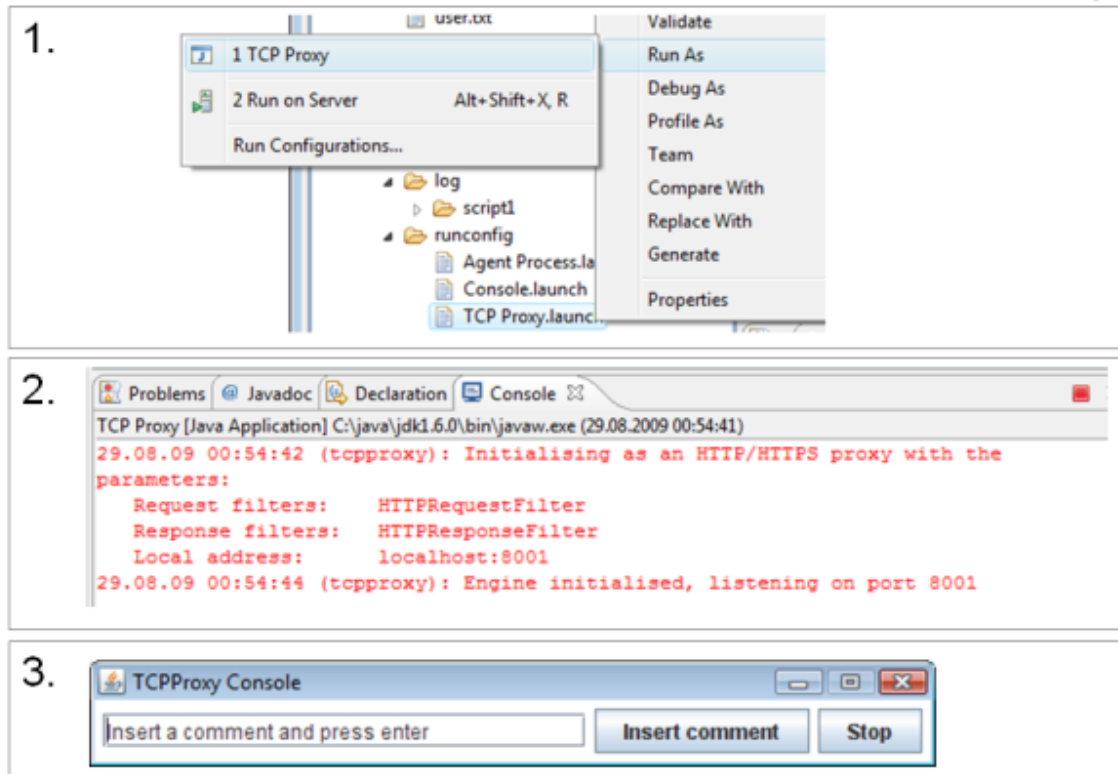 1.
user.txt
Validate
1 TCP Proxy
Run As
2 Run on Server Alt+Shift+X, R
Debug As
Profile As
Run Configurations...
Team
log
Compare With
script1
Replace With
runconfig
Generate
Agent Process.la
Console.launch
Properties
TCP Proxy.launch
2.
Problems @ Javadoc Declaration Console
TCP Proxy [Java Application] C:\java\jdk1.6.0\bin\javaw.exe (29.08.2009 00:54:41)
29.08.09 00:54:42 (tcpproxy): Initialising as an HTTP/HTTPS proxy with the
parameters:
Request filters: HTTPRequestFilter
Response filters: HTTPResponseFilter
Local address: localhost:8001
29.08.09 00:54:44 (tcpproxy): Engine initialised, listening on port 8001
3.
TCPProxy Console
Insert a comment and press enter Insert comment Stop